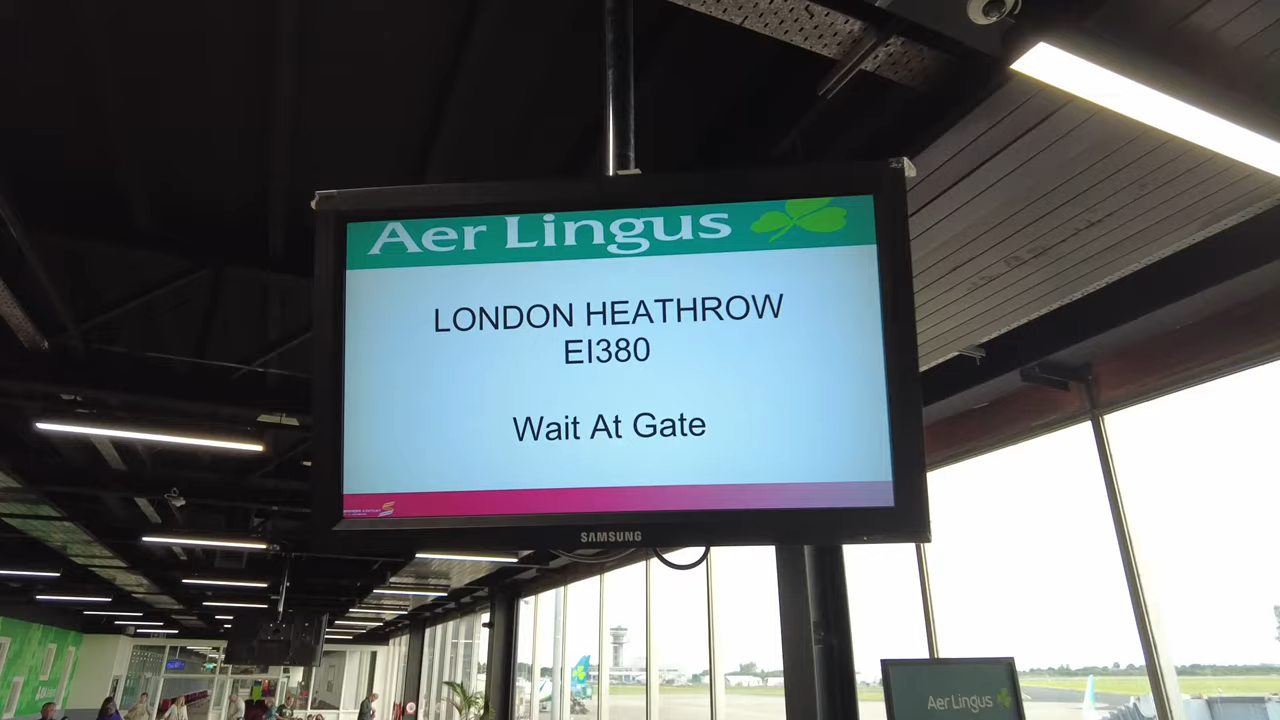 Aer Lingus
LONDON HEATHROW
EI380
Wait At Gate
SAMSUNG
Aer Lingus